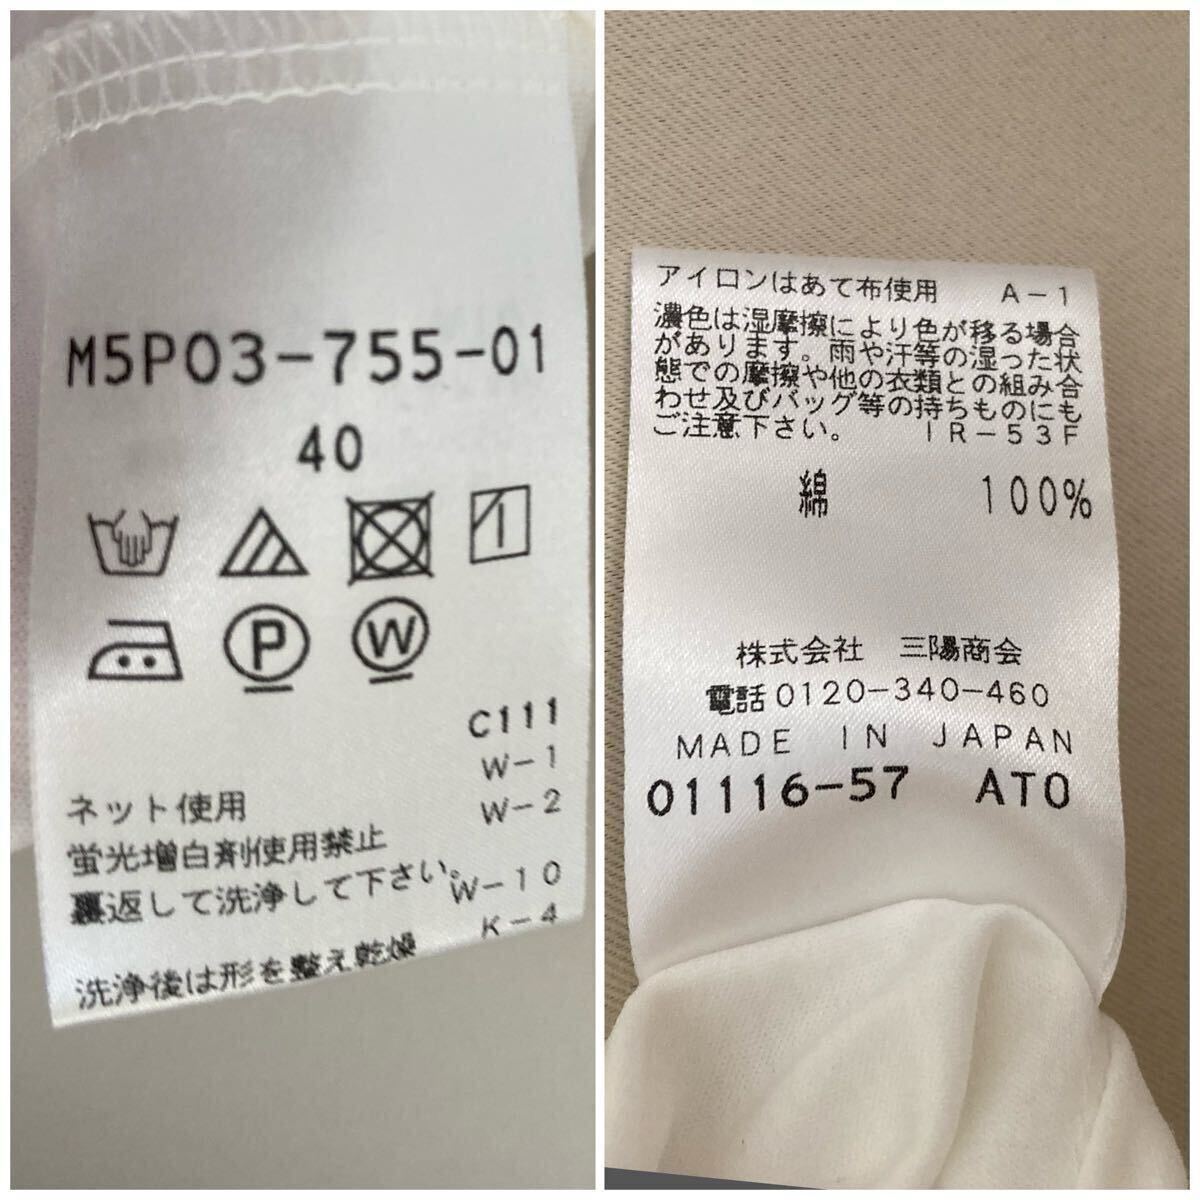 M5P03-755-01
40
P W
C111
W-1
ネット使用 W-2
蛍光増白剤使用禁止
裏返して洗浄して下さい。W-10
K-4
洗浄後は形を整え乾燥
アイロンはあて布使用 A-1
濃色は湿摩擦により色が移る場合
があります。雨や汗等の湿った状
態での摩擦や他の衣類との組み合
わせ及びバッグ等の持ちものにも
ご注意下さい。 IR-53F
綿 100%
株式会社 三陽商会
電話0120-340-460
MADE IN JAPAN
01116-57 ATO